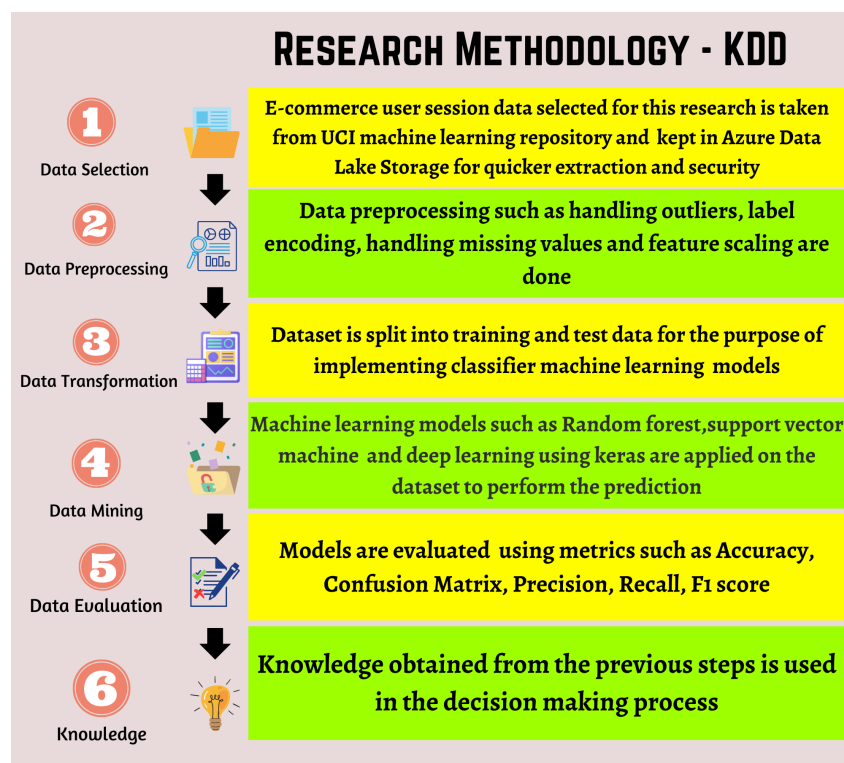 RESEARCH METHODOLOGY - KDD
1
Data Selection
E-commerce user session data selected for this research is taken
from UCI machine learning repository and kept in Azure Data
Lake Storage for quicker extraction and security
2
Data Preprocessing
Data preprocessing such as handling outliers, label
encoding, handling missing values and feature scaling are
done
3
Data Transformation
Dataset is split into training and test data for the purpose of
implementing classifier machine learning models
4
Data Mining
Machine learning models such as Random forest,support vector
machine and deep learning using keras are applied on the
dataset to perform the prediction
5
Data Evaluation
Models are evaluated using metrics such as Accuracy,
Confusion Matrix, Precision, Recall, F1 score
6
Knowledge
Knowledge obtained from the previous steps is used
in the decision making process